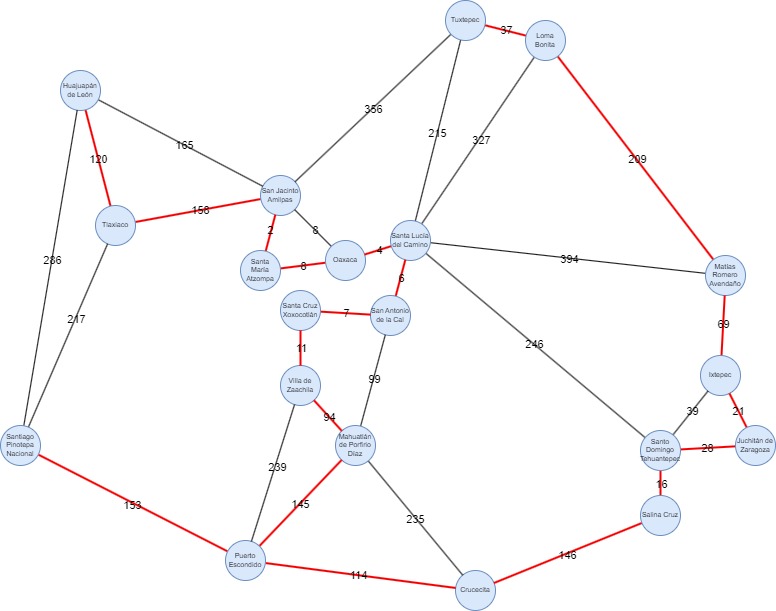 Tuxtepec
37
Loma
Bonita
Huajuapán
de León
356
215
327
165
120
209
San Jacinto
Amilpas
156
Tlaxiaco
2
8
Santa Lucía
del Camino
4
Oaxaca
286
Santa
María
Atzompa
8
394
Matías
Romero
Avendaño
6
217
Santa Cruz
Xoxocotlán
7
San Antonio
de la Cal
69
11
246
99
Villa de
Zaachila
Ixtepec
39
21
94
Santiago
Pinotepa
Nacional
Mahuatlán
de Porfirio
Díaz
Santo
Domingo
Tehuantepec
28
Juchitán de
Zaragoza
239
16
153
145
235
Salina Cruz
Puerto
Escondido
146
114
Crucecita